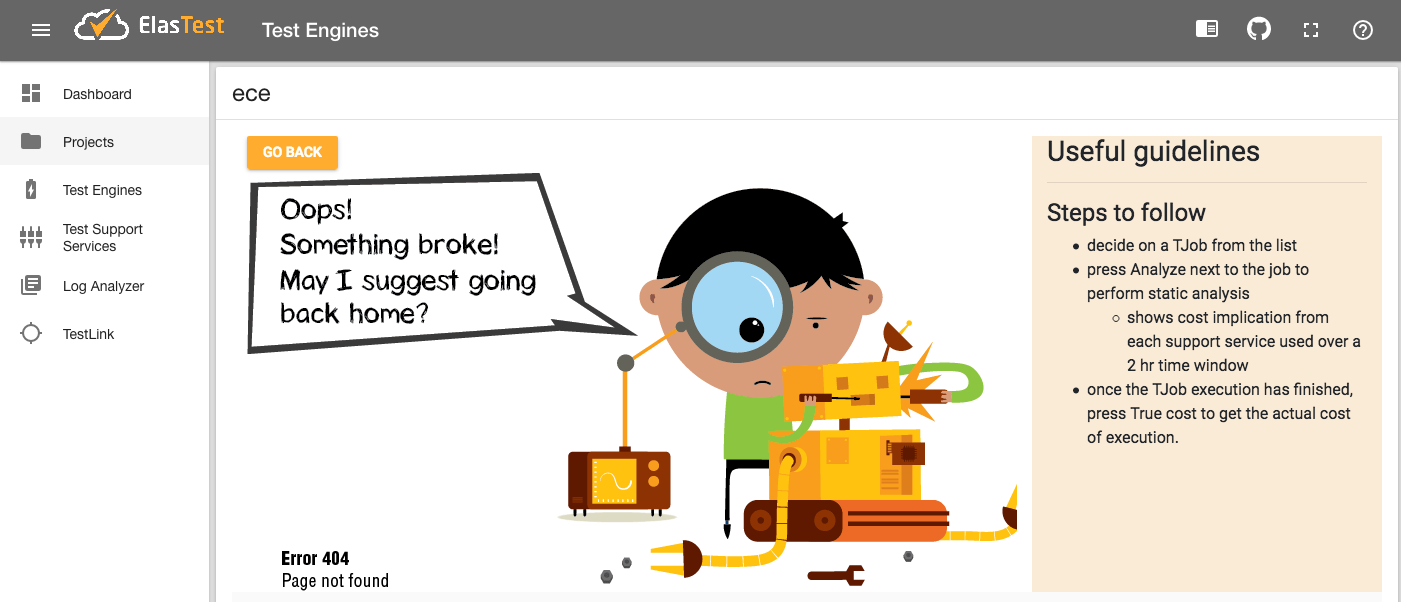 ElasTest
Test Engines
Dashboard
Projects
Test Engines
Test Support
Services
Log Analyzer
TestLink
ece
GO BACK
Oops!
Something broke!
May I suggest going
back home?
Error 404
Page not found
Useful guidelines
Steps to follow
decide on a TJob from the list
press Analyze next to the job to
perform static analysis
shows cost implication from
each support service used over a
2 hr time window
once the TJob execution has finished,
press True cost to get the actual cost
of execution.